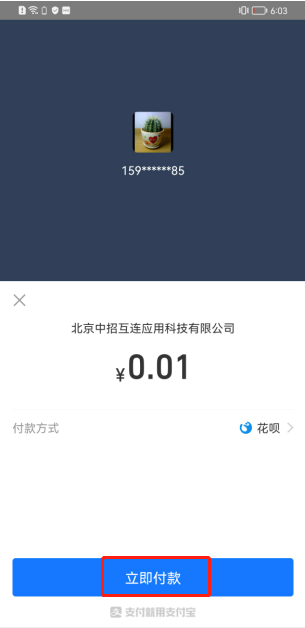 6:03
159******85
北京中招互连应用科技有限公司
¥0.01
付款方式 花呗
立即付款
支付就用支付宝